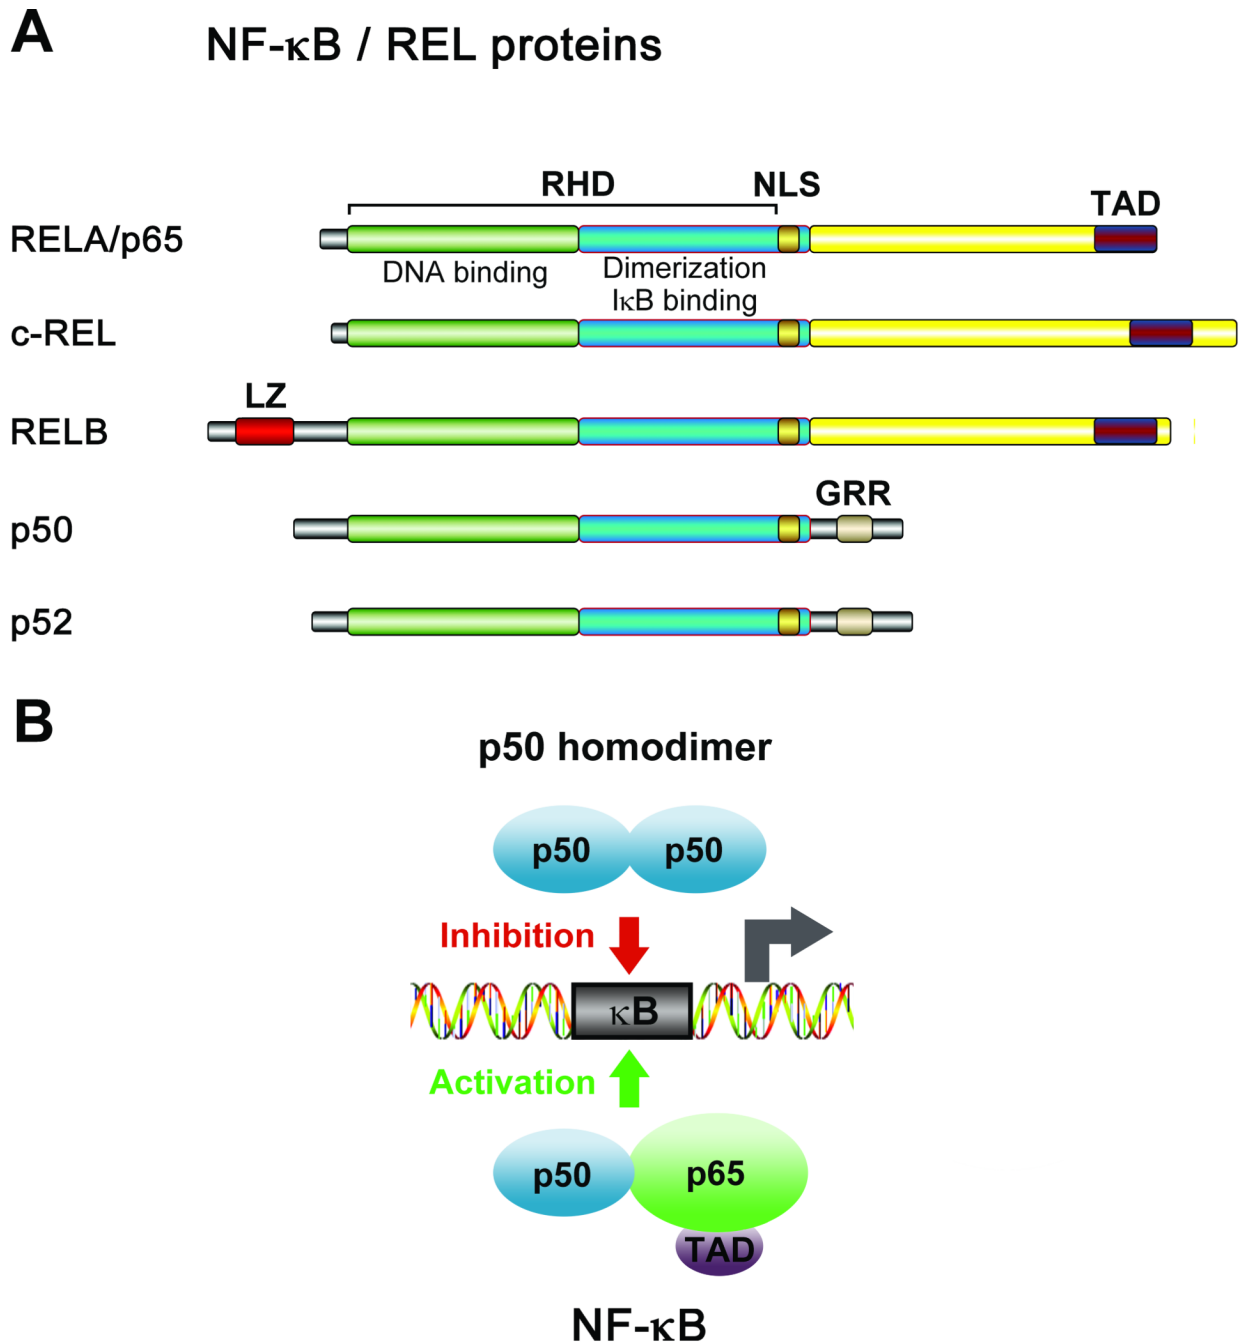 A
NF-κB / REL proteins
RHD
NLS
TAD
RELA/p65
DNA binding
Dimerization
IκB binding
c-REL
LZ
RELB
GRR
p50
p52
B
p50 homodimer
p50
p50
Inhibition
κB
Activation
p50
p65
TAD
NF-κB